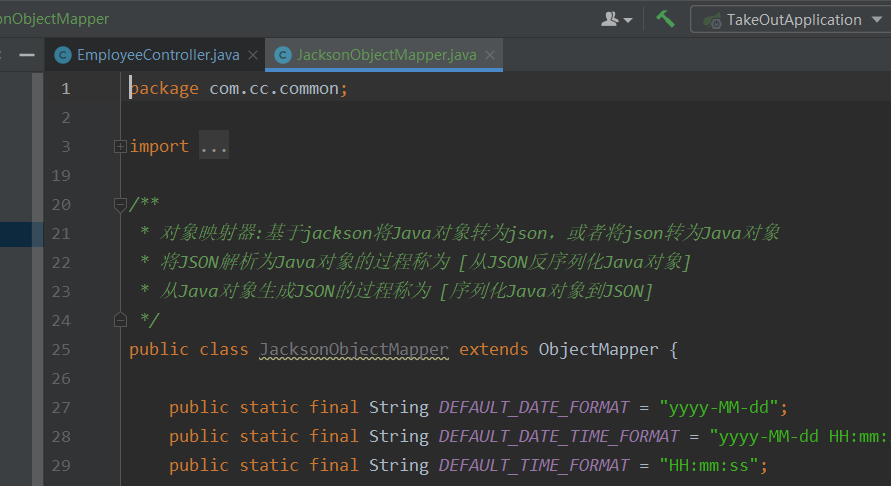 onObjectMapper
TakeOutApplication
EmployeeController.java
JacksonObjectMapper.java
1 package com.cc.common;
2
3 import ...
19
20 /**
21 * 对象映射器:基于jackson将Java对象转为json，或者将json转为Java对象
22 * 将JSON解析为Java对象的过程称为 [从JSON反序列化Java对象]
23 * 从Java对象生成JSON的过程称为 [序列化Java对象到JSON]
24 */
25 public class JacksonObjectMapper extends ObjectMapper {
26
27 public static final String DEFAULT_DATE_FORMAT = "yyyy-MM-dd";
28 public static final String DEFAULT_DATE_TIME_FORMAT = "yyyy-MM-dd HH:mm:
29 public static final String DEFAULT_TIME_FORMAT = "HH:mm:ss";